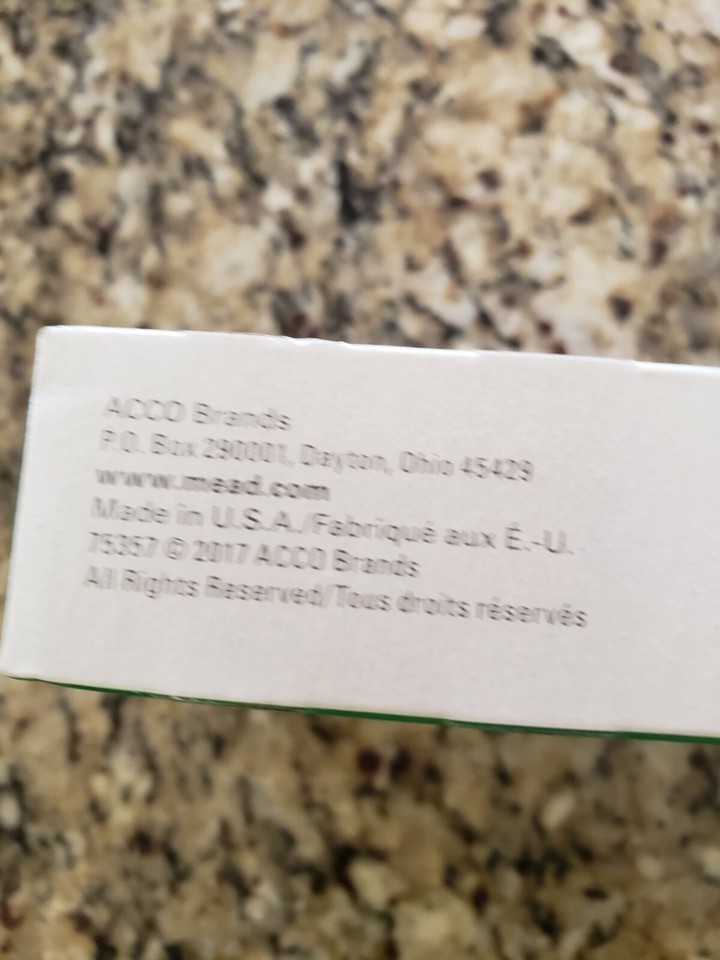 ACCO Brands
P.O. Box 290001, Dayton, Ohio 45429
www.mead.com
Made in U.S.A./Fabriqué aux É.-U.
75357 © 2017 ACCO Brands
All Rights Reserved/Tous droits réservés